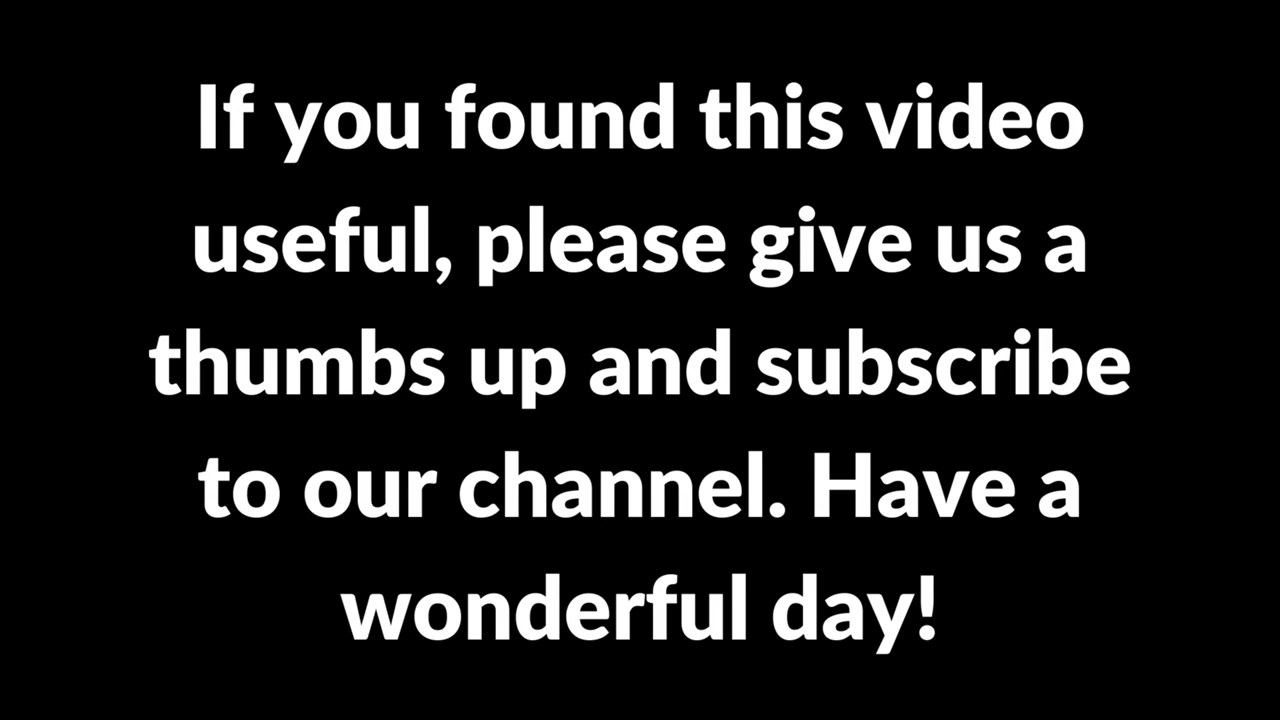 If you found this video
useful, please give us a
thumbs up and subscribe
to our channel. Have a
wonderful day!